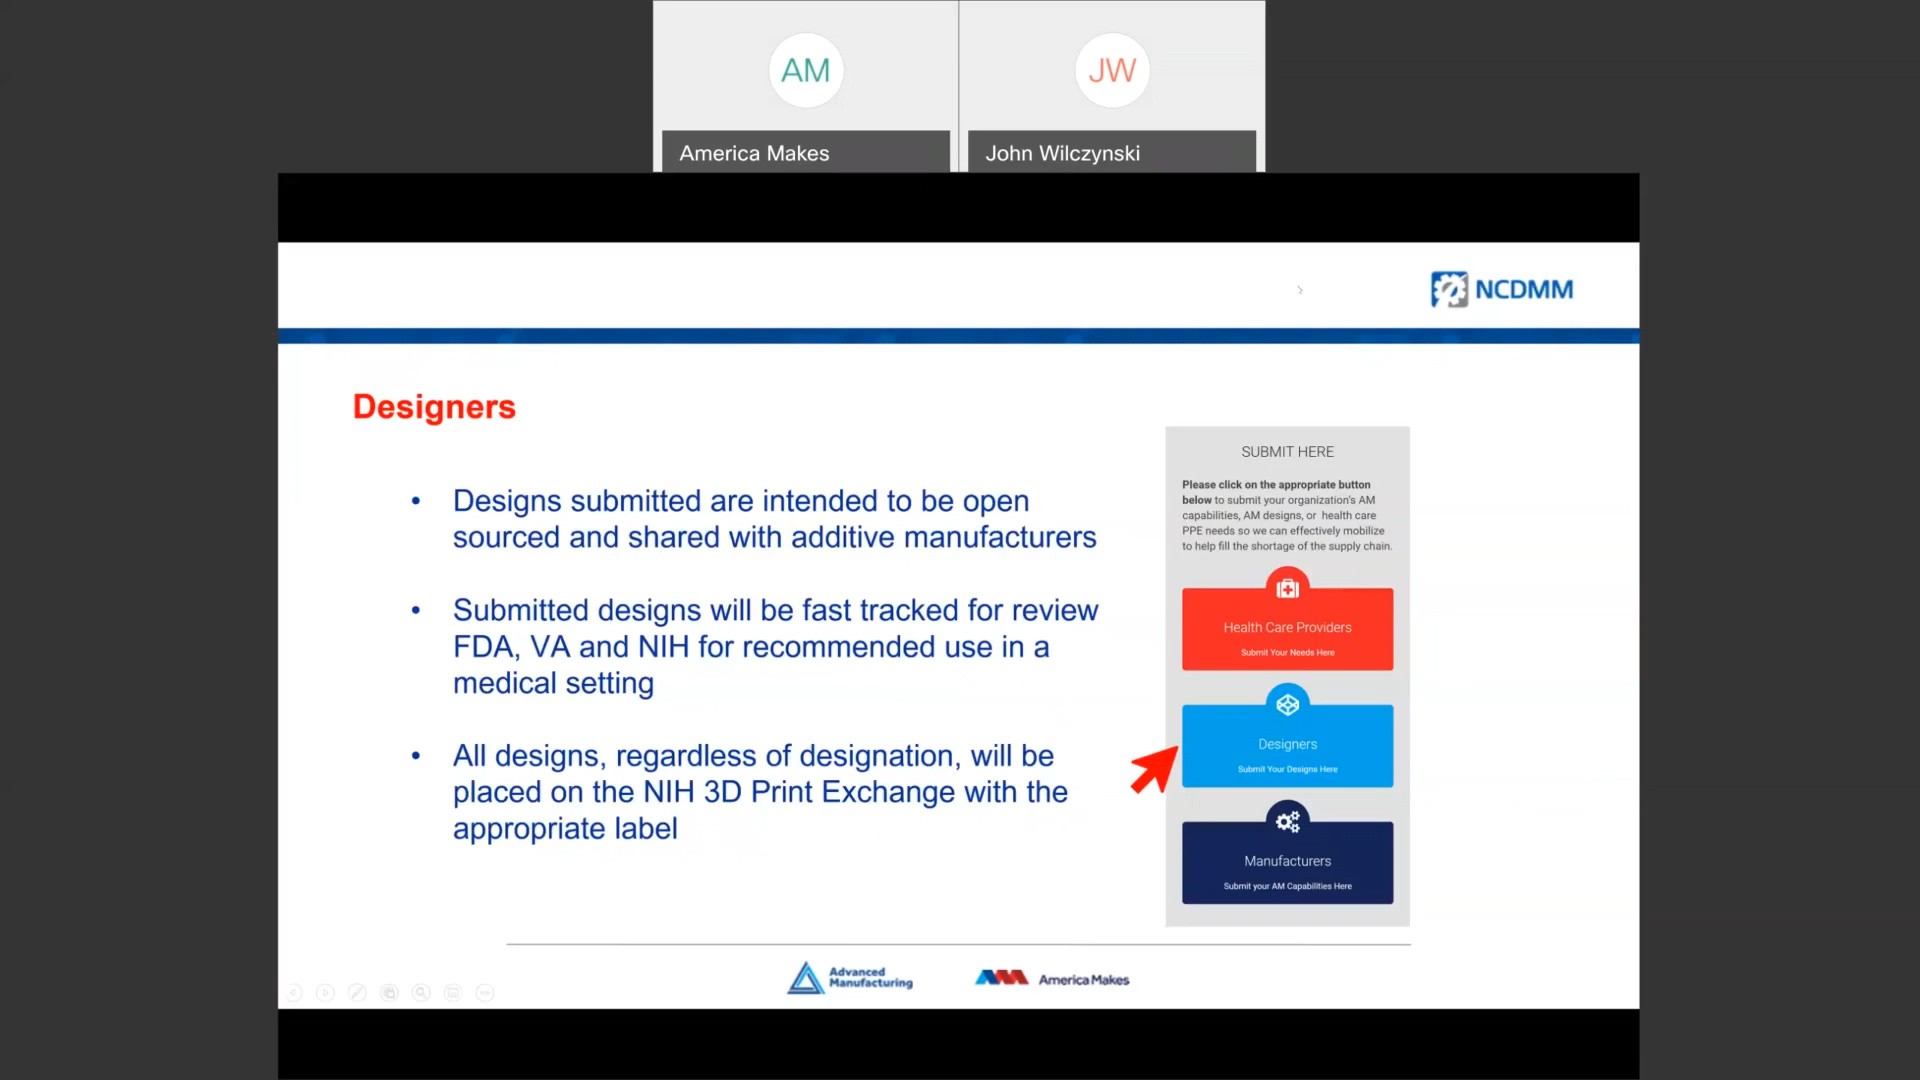 AM
JW
America Makes
John Wilczynski
NCDMM
Designers
• Designs submitted are intended to be open
sourced and shared with additive manufacturers
• Submitted designs will be fast tracked for review
FDA, VA and NIH for recommended use in a
medical setting
• All designs, regardless of designation, will be
placed on the NIH 3D Print Exchange with the
appropriate label
SUBMIT HERE
Please click on the appropriate button
below to submit your organization's AM
capabilities, AM designs, or health care
PPE needs so we can effectively mobilize
to help fill the shortage of the supply chain.
Health Care Providers
Submit Your Needs Here
Designers
Submit Your Designs Here
Manufacturers
Submit your AM Capabilities Here
Advanced
Manufacturing
America Makes